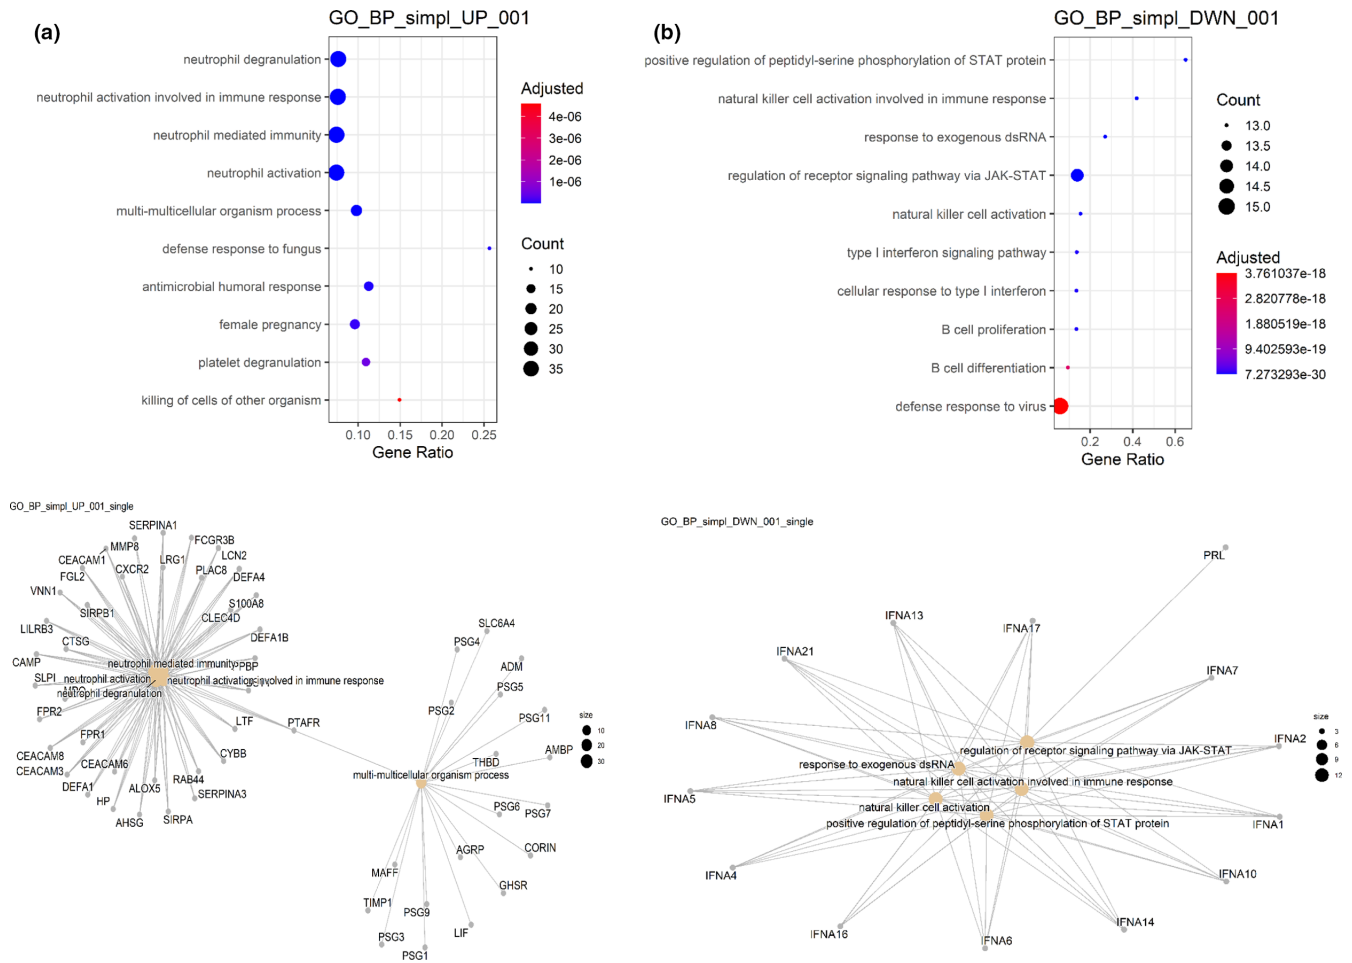 (a)
GO_BP_simpl_UP_001
neutrophil degranulation
neutrophil activation involved in immune response
neutrophil mediated immunity
neutrophil activation
multi-multicellular organism process
defense response to fungus
antimicrobial humoral response
female pregnancy
platelet degranulation
killing of cells of other organism
0.10 0.15 0.20 0.25
Gene Ratio
Adjusted
4e-06
3e-06
2e-06
1e-06
Count
10
15
20
25
30
35
(b)
GO_BP_simpl_DWN_001
positive regulation of peptidyl-serine phosphorylation of STAT protein
natural killer cell activation involved in immune response
response to exogenous dsRNA
regulation of receptor signaling pathway via JAK-STAT
natural killer cell activation
type I interferon signaling pathway
cellular response to type I interferon
B cell proliferation
B cell differentiation
defense response to virus
0.2 0.4 0.6
Gene Ratio
Count
13.0
13.5
14.0
14.5
15.0
Adjusted
3.761037e-18
2.820778e-18
1.880519e-18
9.402593e-19
7.273293e-30
GO_BP_simpl_UP_001_single
SERPINA1
MMP8
FCGR3B
CEACAM1
CXCR2
LRG1
LCN2
FGL2
PLAC8
DEFA4
VNN1
SIRPB1
S100A8
CLEC4D
LILRB3
CTSG
DEFA1B
CAMP
neutrophil mediated immunity
PPBP
SLPI
neutrophil activation
neutrophil activation involved in immune response
neutrophil degranulation
FPR2
LTF
PTAFR
FPR1
CEACAM8
CYBB
CEACAM3
CEACAM6
RAB44
DEFA1
ALOX5
SERPINA3
HP
AHSG
SIRPA
SLC6A4
PSG4
ADM
PSG5
PSG2
PSG11
AMBP
THBD
multi-multicellular organism process
PSG6
PSG7
AGRP
CORIN
MAFF
GHSR
TIMP1
PSG9
PSG3
LIF
PSG1
size
10
20
30
GO_BP_simpl_DWN_001_single
PRL
IFNA13
IFNA17
IFNA21
IFNA7
IFNA8
IFNA2
regulation of receptor signaling pathway via JAK-STAT
response to exogenous dsRNA
natural killer cell activation involved in immune response
IFNA5
natural killer cell activation
positive regulation of peptidyl-serine phosphorylation of STAT protein
IFNA1
IFNA4
IFNA10
IFNA16
IFNA14
IFNA6
size
3
6
9
12